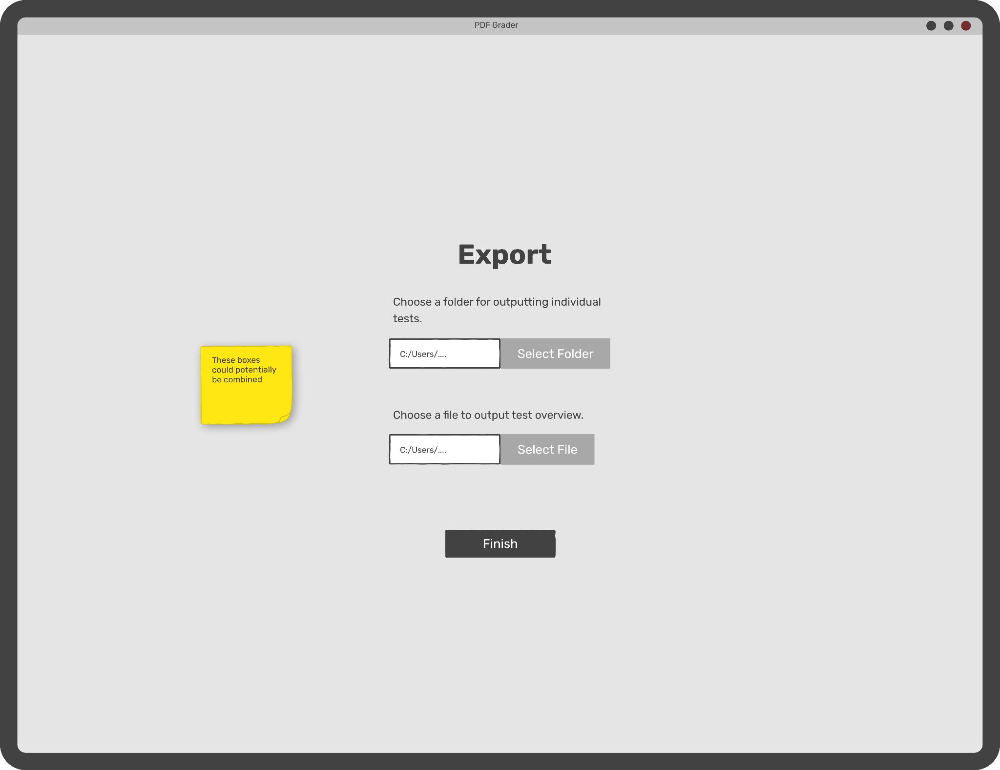 PDF Grader
Export
Choose a folder for outputting individual
tests.
C:/Users/....
Select Folder
These boxes
could potentially
be combined
Choose a file to output test overview.
C:/Users/....
Select File
Finish